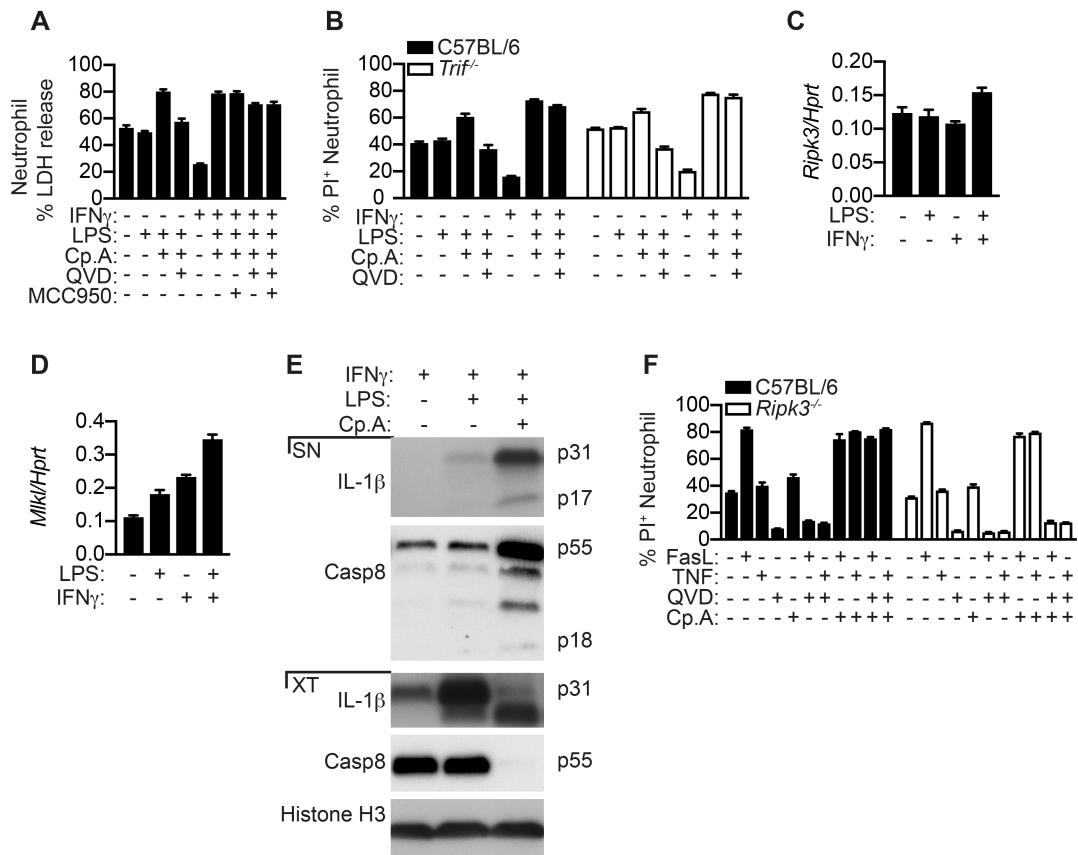 A
Neutrophil
% LDH release
100
80
60
40
20
0
IFNγ: - - - - + + + + +
LPS: - + + + - + + + +
Cp.A: - - + + - + + + +
QVD: - - - + - - - + +
MCC950: - - - - - - + - +
B
C57BL/6
Trif-/-
% PI+ Neutrophil
100
80
60
40
20
0
IFNγ: - - - - + + + - - - - + + +
LPS: - + + + - + + - + + + - + +
Cp.A: - - + + - + + - - + + - + +
QVD: - - - + - - + - - - + - - +
C
Ripk3/Hprt
0.20
0.15
0.10
0.05
0.00
LPS: - + - +
IFNγ: - - + +
D
Mlkl/Hprt
0.4
0.3
0.2
0.1
0.0
LPS: - + - +
IFNγ: - - + +
E
IFNγ: + + +
LPS: - + +
Cp.A: - - +
SN
IL-1β
p31
p17
Casp8
p55
p18
XT
IL-1β
p31
Casp8
p55
Histone H3
F
C57BL/6
Ripk3-/-
% PI+ Neutrophil
100
80
60
40
20
0
FasL: - + - - - + - + - + - - + - - - + - + - + -
TNF: - - + - - - + - + - + - - + - - - + - + - +
QVD: - - - + - + + - - + + - - - + - + + - - + +
Cp.A: - - - - + - - + + + + - - - - + - - + + + +